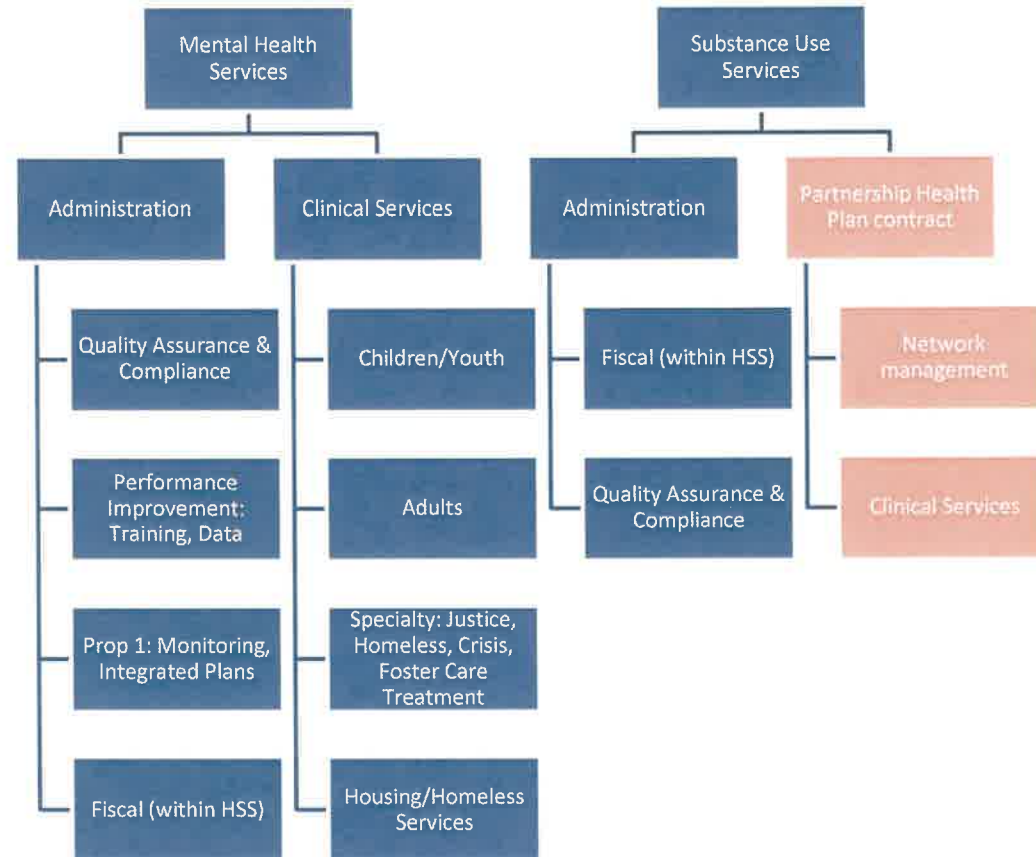 Mental Health
Services
Substance Use
Services
Administration
Clinical Services
Administration
Partnership Health
Plan contract
Quality Assurance &
Compliance
Children/Youth
Fiscal (within HSS)
Network
management
Performance
Improvement:
Training, Data
Adults
Quality Assurance &
Compliance
Clinical Services
Prop 1: Monitoring,
Integrated Plans
Specialty: Justice,
Homeless, Crisis,
Foster Care
Treatment
Fiscal (within HSS)
Housing/Homeless
Services